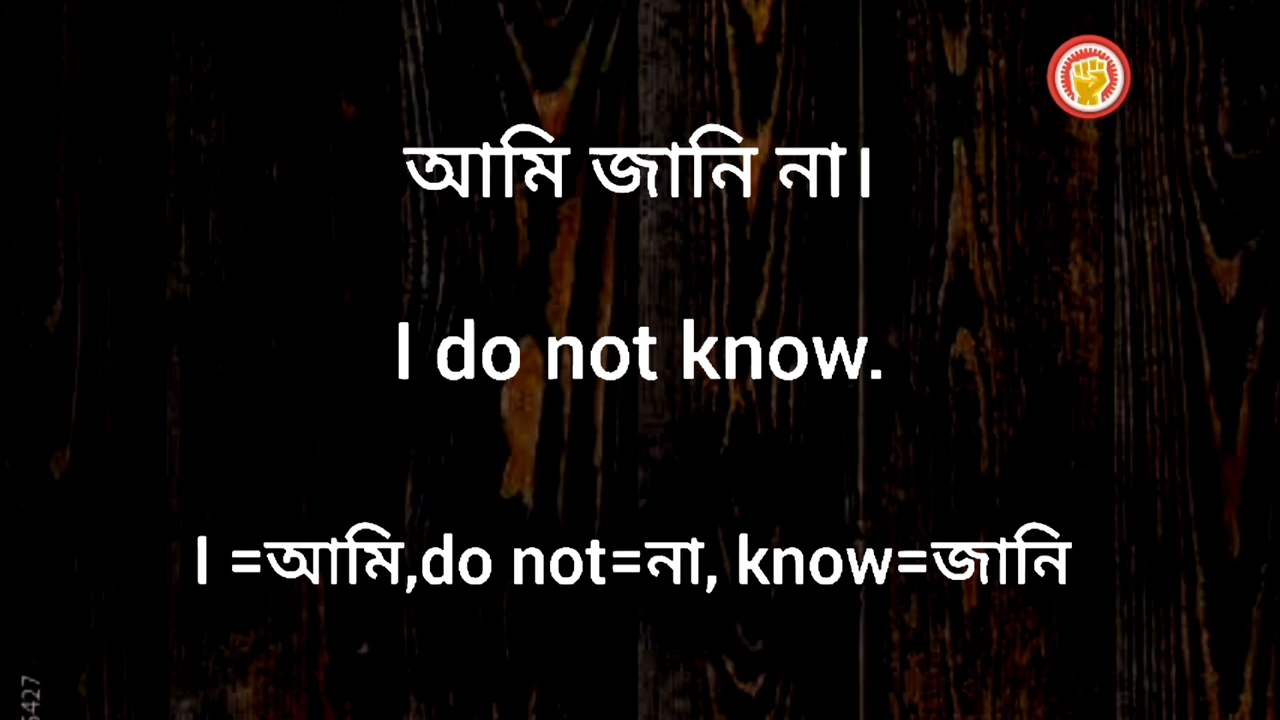 আমি জানি না।
I do not know.
I =আমি,do not=না, know=জানি